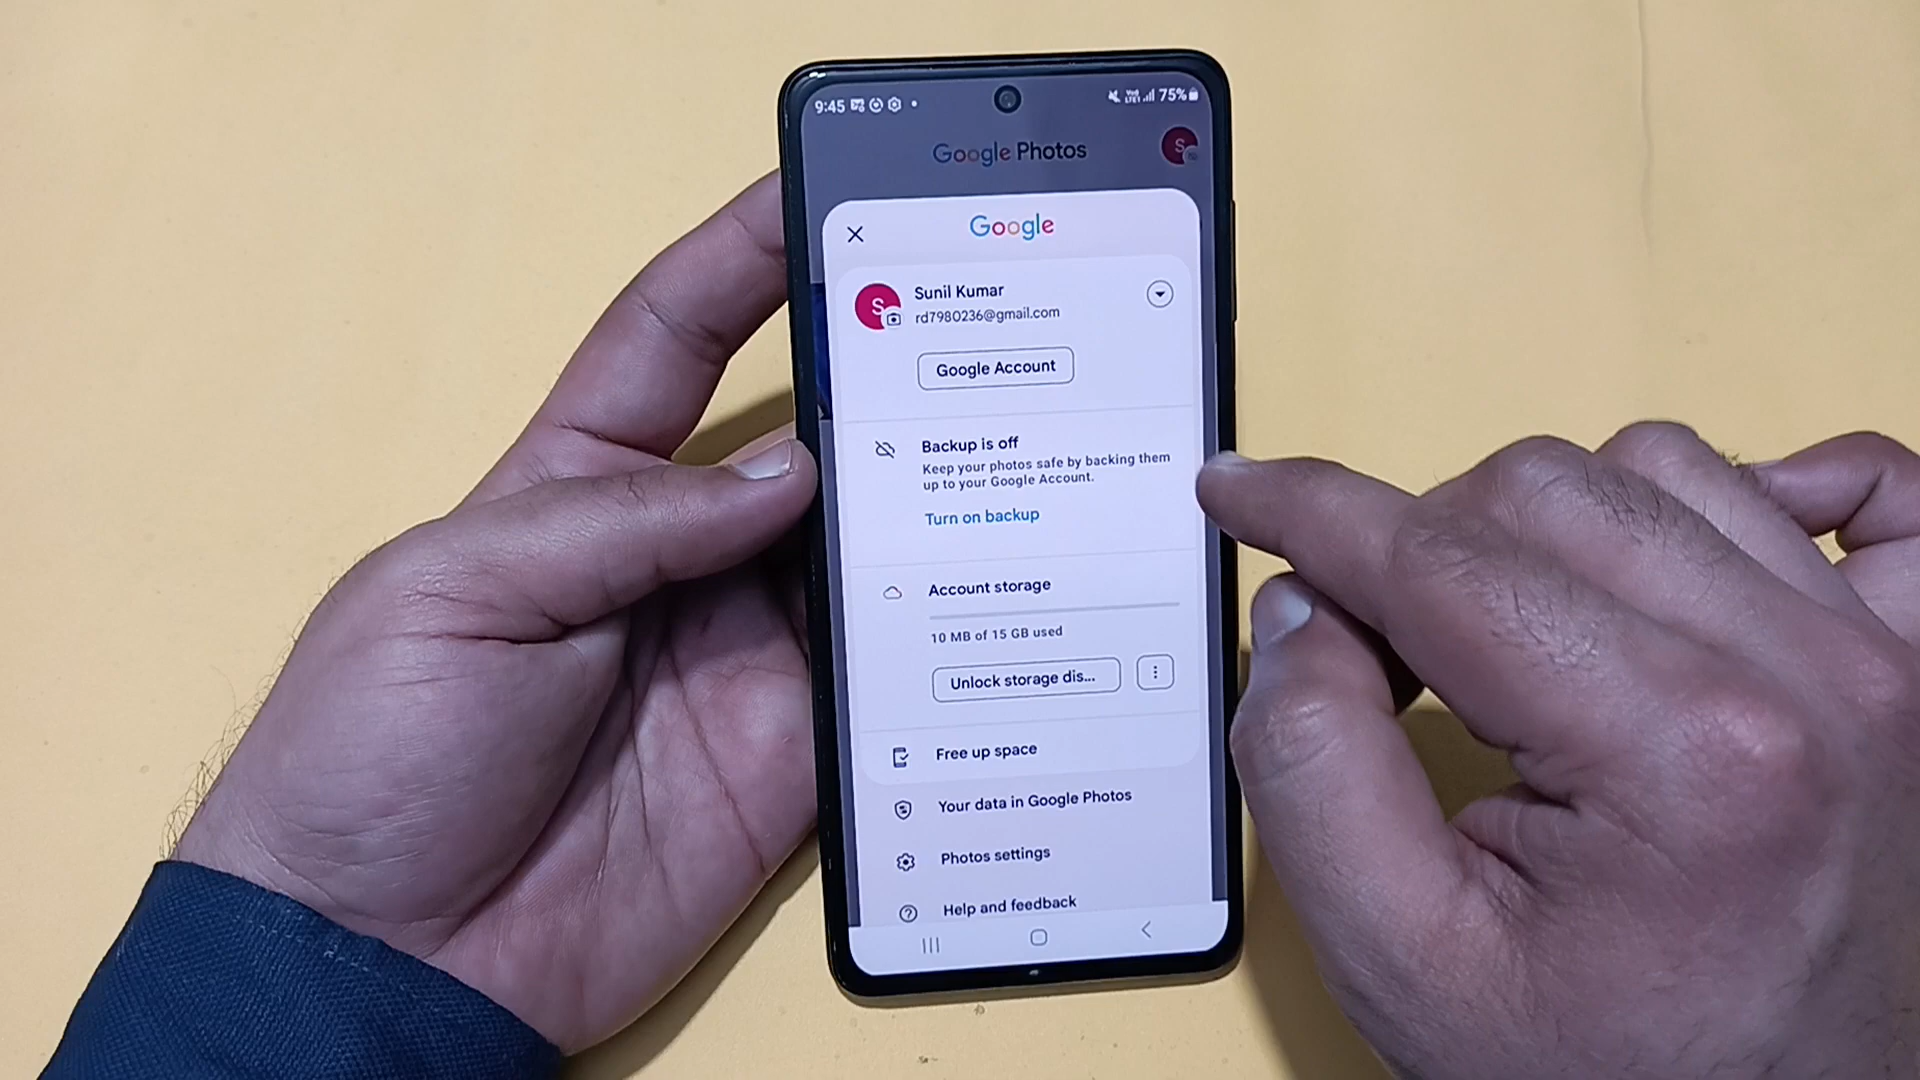 9:45
75%
Google Photos
S
Google
S
Sunil Kumar
rd7980236@gmail.com
Google Account
Backup is off
Keep your photos safe by backing them
up to your Google Account.
Turn on backup
Account storage
10 MB of 15 GB used
Unlock storage dis...
Free up space
Your data in Google Photos
Photos settings
Help and feedback